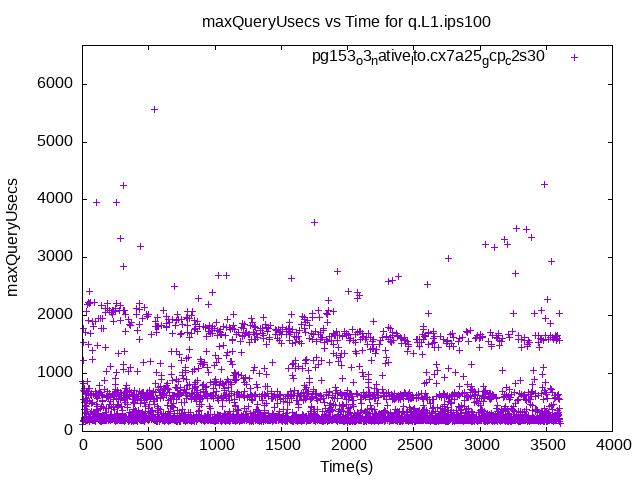 maxQueryUsecs vs Time for q.L1.ips100
pg153o3native_lto.cx7a25gcpc2s30
6000
5000
4000
3000
2000
1000
0
maxQueryUsecs
0 500 1000 1500 2000 2500 3000 3500 4000
Time(s)